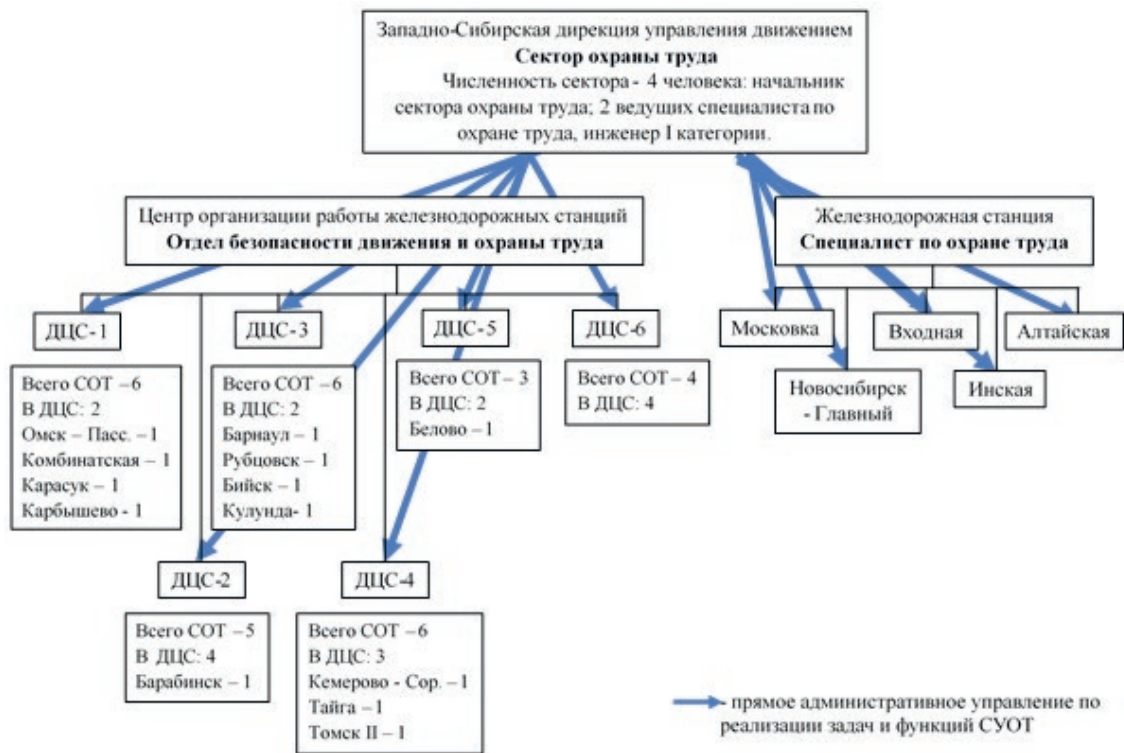 Западно-Сибирская дирекция управления движением
Сектор охраны труда
Численность сектора - 4 человека: начальник
сектора охраны труда; 2 ведущих специалиста по
охране труда, инженер I категории.
Центр организации работы железнодорожных станций
Отдел безопасности движения и охраны труда
Железнодорожная станция
Специалист по охране труда
ДЦС-1
ДЦС-3
ДЦС-5
ДЦС-6
Московка
Входная
Алтайская
Новосибирск
- Главный
Инская
Всего СОТ – 6
В ДЦС: 2
Омск – Пасс. – 1
Комбинатская – 1
Карасук – 1
Карбышево - 1
Всего СОТ – 6
В ДЦС: 2
Барнаул – 1
Рубцовск – 1
Бийск – 1
Кулунда- 1
Всего СОТ – 3
В ДЦС: 2
Белово – 1
Всего СОТ – 4
В ДЦС: 4
ДЦС-2
ДЦС-4
Всего СОТ – 5
В ДЦС: 4
Барабинск – 1
Всего СОТ – 6
В ДЦС: 3
Кемерово - Сор. – 1
Тайга – 1
Томск II – 1
- прямое административное управление по
реализации задач и функций СУОТ